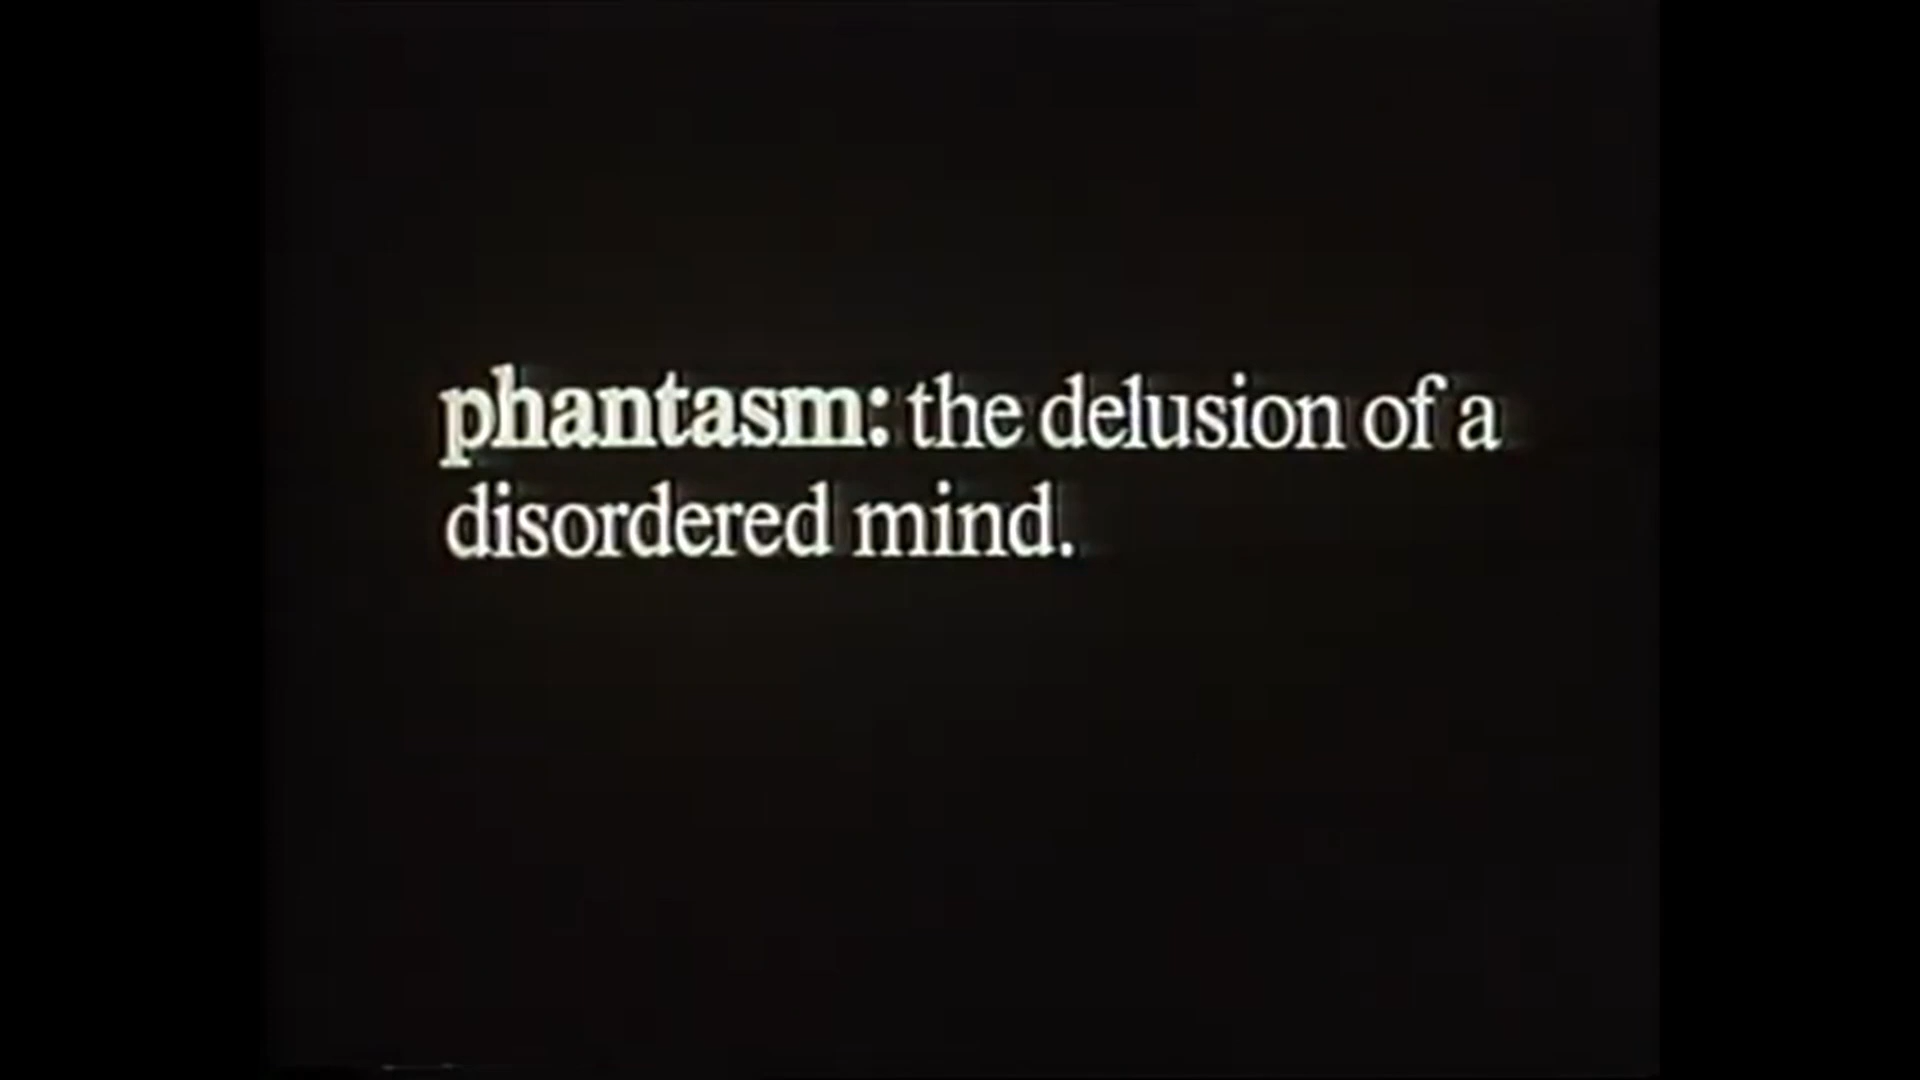 phantasm: the delusion of a
disordered mind.